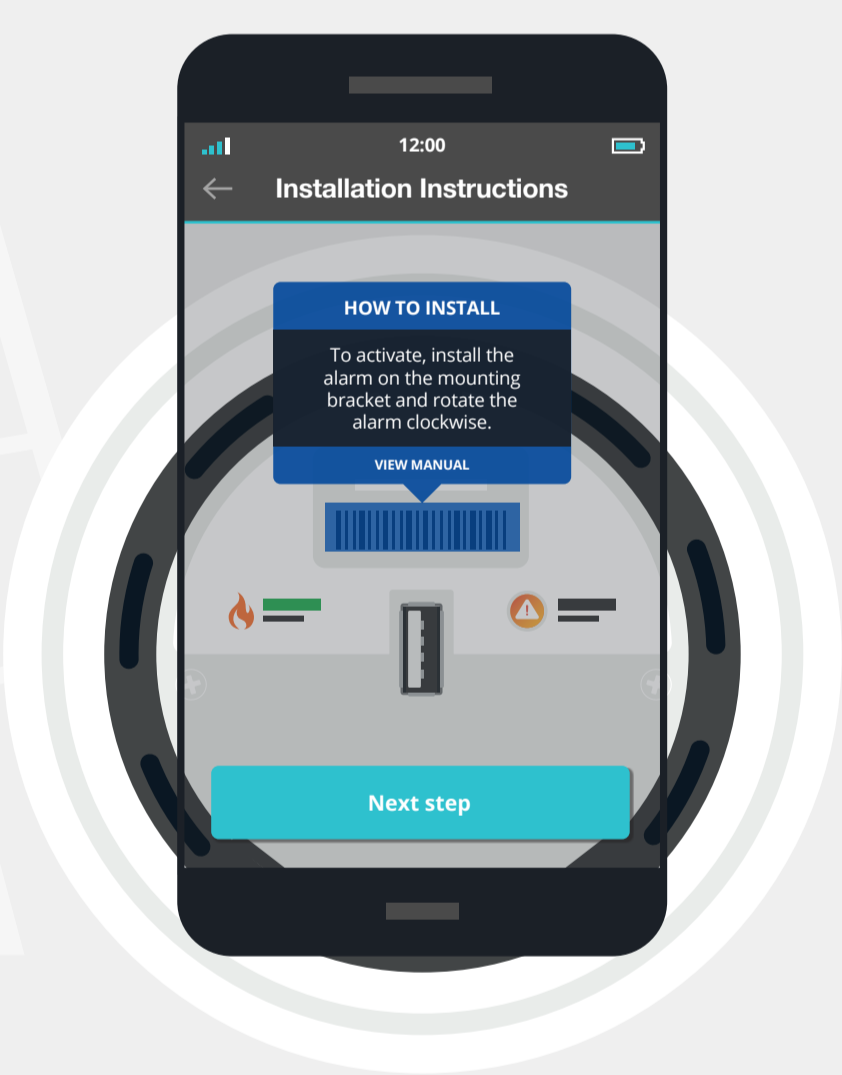 12:00
Installation Instructions
HOW TO INSTALL
To activate, install the
alarm on the mounting
bracket and rotate the
alarm clockwise.
VIEW MANUAL
Next step